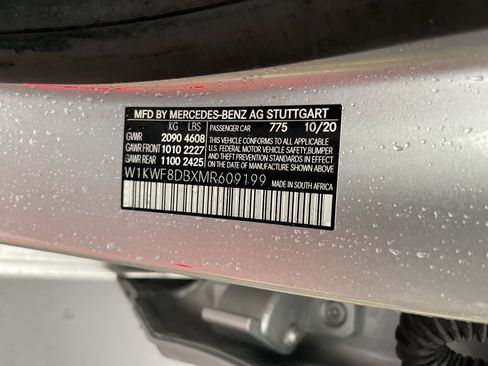 MFD BY MERCEDES-BENZ AG STUTTGART
KG LBS PASSENGER CAR 775 10/20
GVWR 2090 4608
GAWR FRONT 1010 2227
GAWR REAR 1100 2425
THIS VEHICLE CONFORMS TO ALL APPLICABLE
U.S. FEDERAL MOTOR VEHICLE SAFETY, BUMPER,
AND THEFT PREVENTION STANDARDS IN EFFECT
ON THE DATE OF MANUFACTURE SHOWN ABOVE.
W1KWF8DBXMR609199 MADE IN SOUTH AFRICA